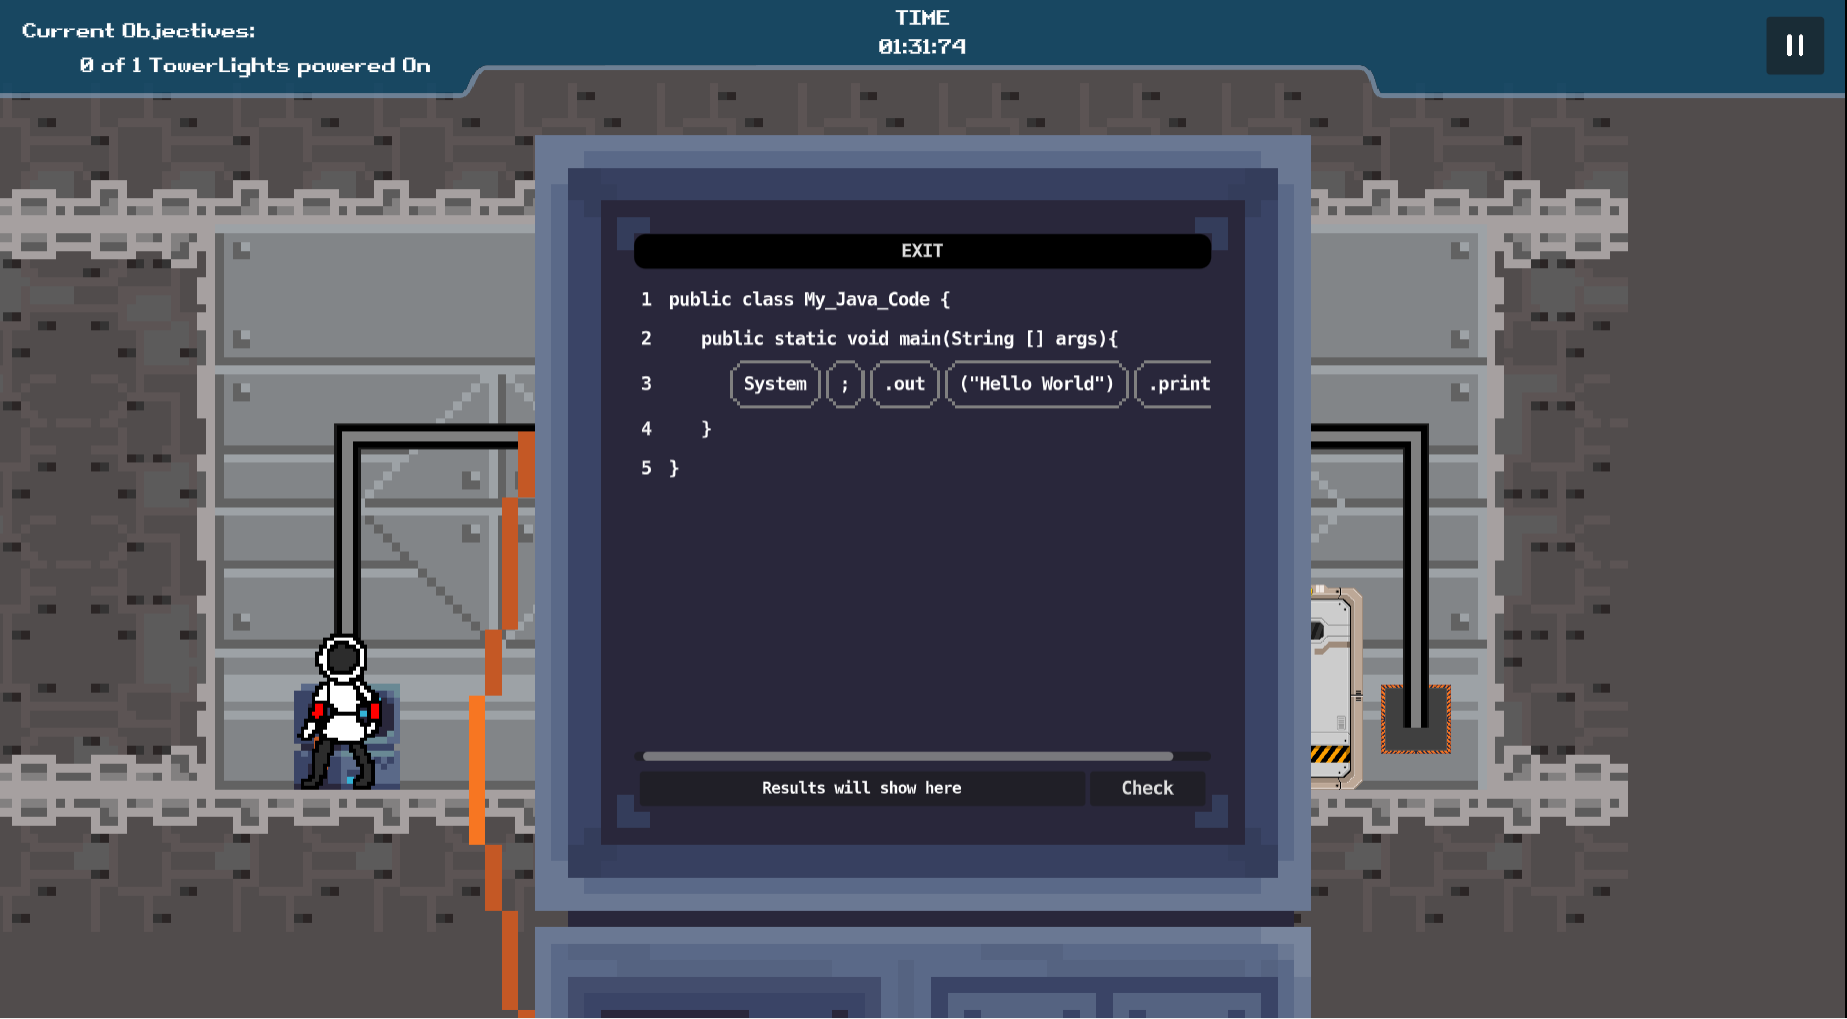 Current Objectives:
0 of 1 TowerLights powered On
TIME
01:31:74
EXIT
1 public class My_Java_Code {
2 public static void main(String [] args){
3 System ; .out ("Hello World") .print
4 }
5 }
Results will show here
Check